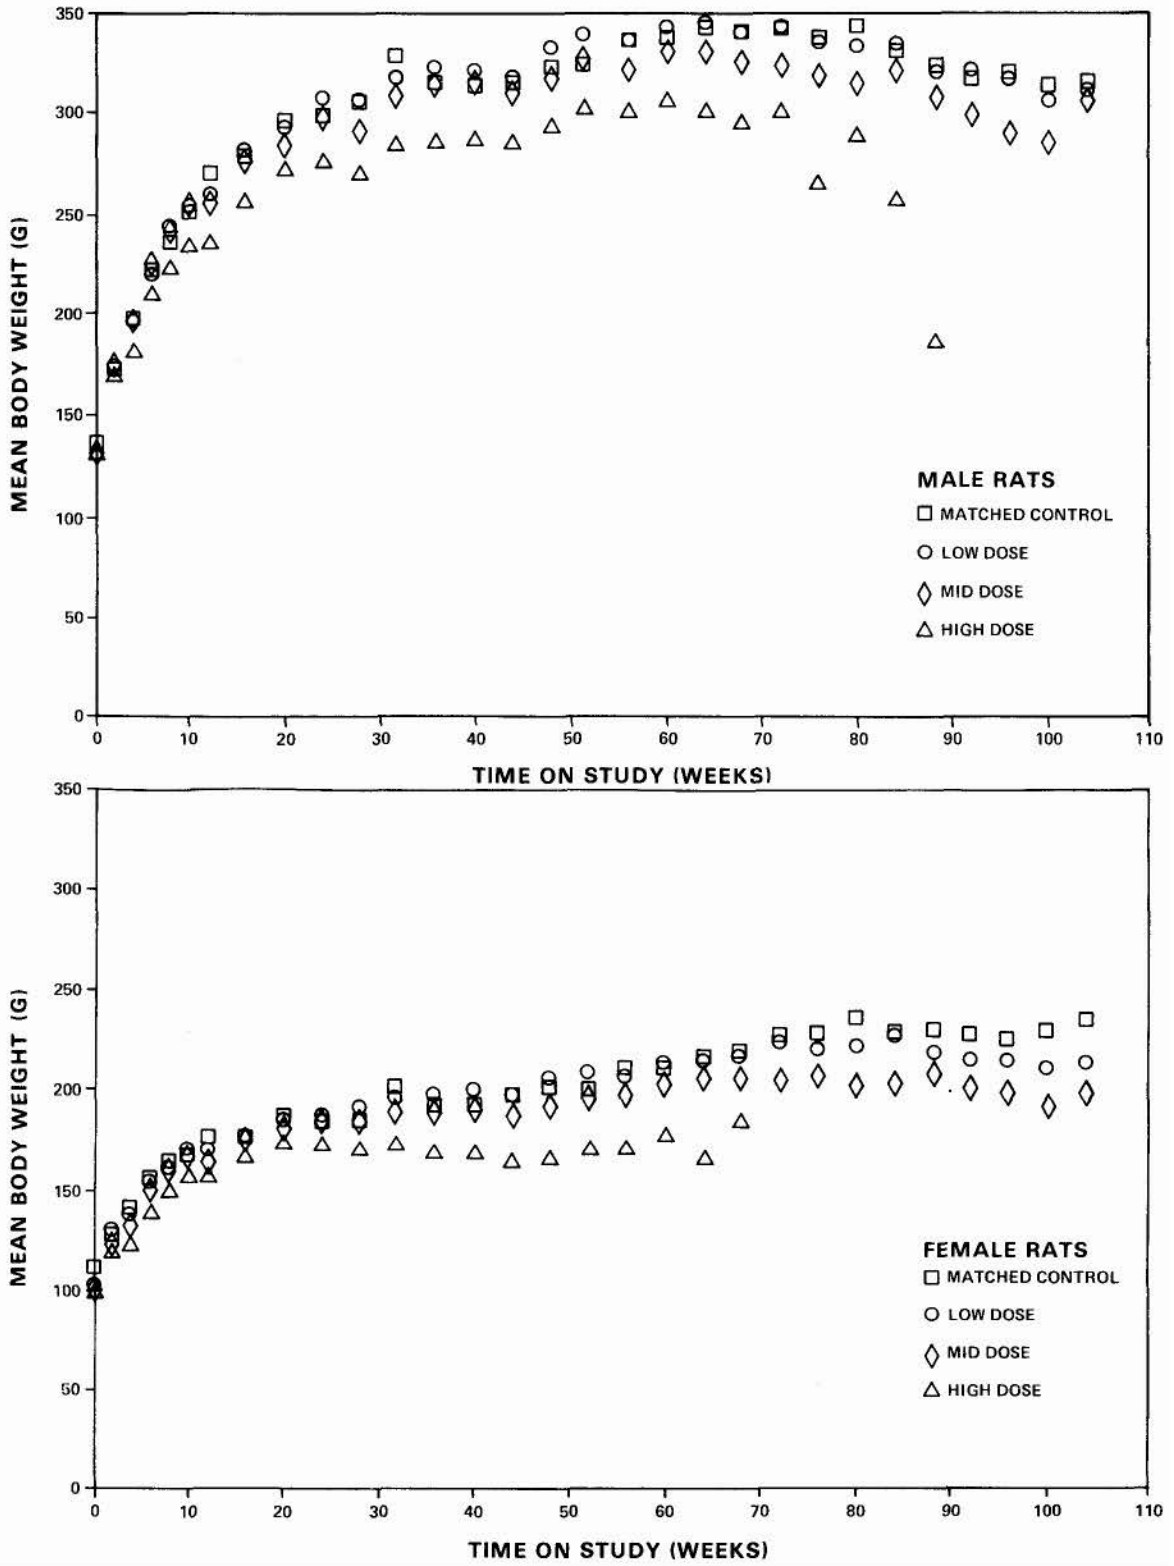 350
300
250
200
150
100
50
0
MEAN BODY WEIGHT (G)
MALE RATS
MATCHED CONTROL
LOW DOSE
MID DOSE
HIGH DOSE
0 10 20 30 40 50 60 70 80 90 100 110
TIME ON STUDY (WEEKS)
350
300
250
200
150
100
50
0
MEAN BODY WEIGHT (G)
FEMALE RATS
MATCHED CONTROL
LOW DOSE
MID DOSE
HIGH DOSE
0 10 20 30 40 50 60 70 80 90 100 110
TIME ON STUDY (WEEKS)